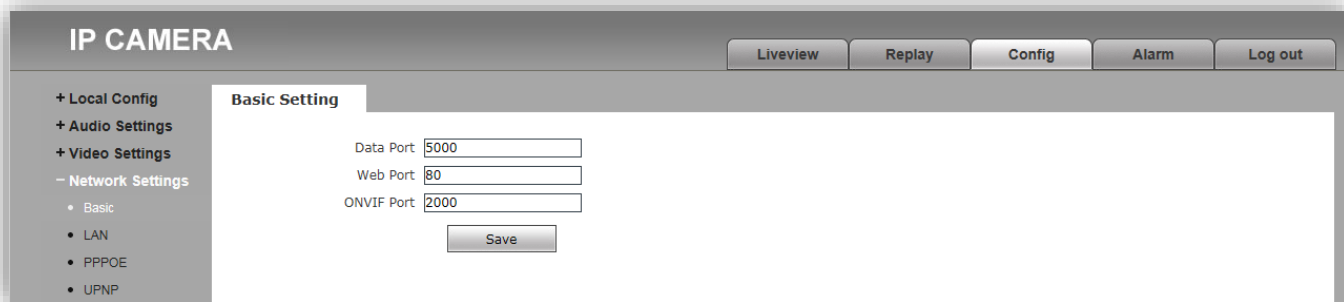 IP CAMERA
Liveview Replay Config Alarm Log out
+ Local Config
+ Audio Settings
+ Video Settings
− Network Settings
• Basic
• LAN
• PPPOE
• UPNP
Basic Setting
Data Port 5000
Web Port 80
ONVIF Port 2000
Save